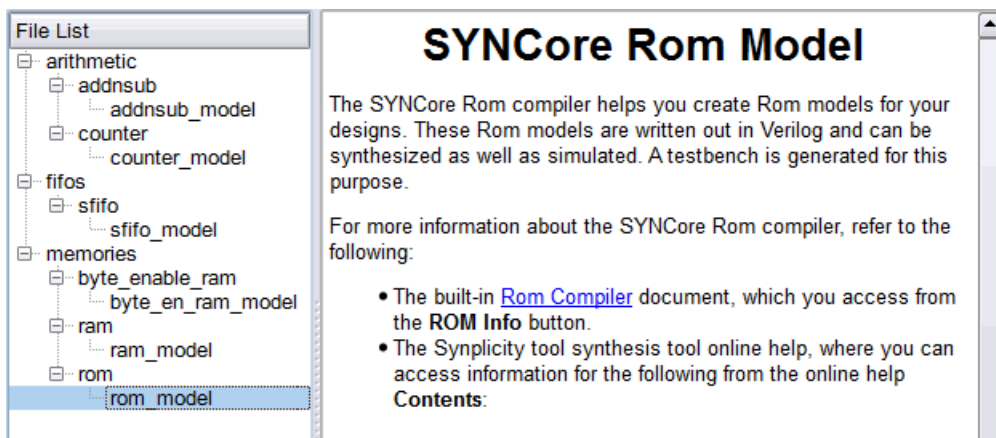 File List
arithmetic
addnsub
addnsub_model
counter
counter_model
fifos
sfifo
sfifo_model
memories
byte_enable_ram
byte_en_ram_model
ram
ram_model
rom
rom_model
SYNCore Rom Model
The SYNCore Rom compiler helps you create Rom models for your
designs. These Rom models are written out in Verilog and can be
synthesized as well as simulated. A testbench is generated for this
purpose.
For more information about the SYNCore Rom compiler, refer to the
following:
• The built-in Rom Compiler document, which you access from
the ROM Info button.
• The Synplicity tool synthesis tool online help, where you can
access information for the following from the online help
Contents: